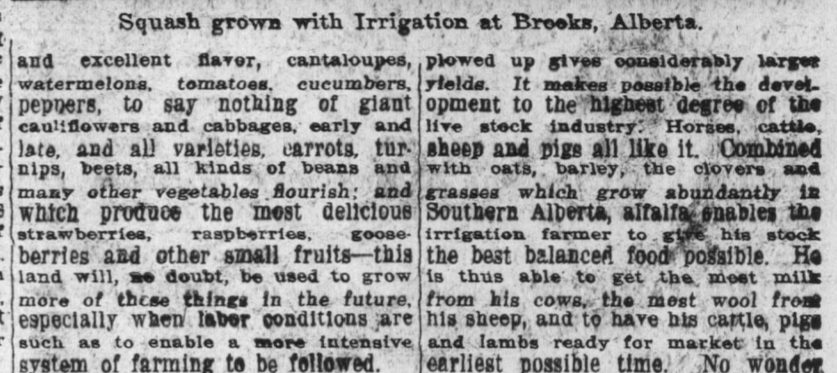 Squash grown with Irrigation at Brooks, Alberta.
and excellent flavor, cantaloupes,
watermelons, tomatoes, cucumbers,
peppers, to say nothing of giant
cauliflowers and cabbages, early and
late, and all varieties, carrots, tur-
nips, beets, all kinds of beans and
many other vegetables flourish; and
which produce the most delicious
strawberries, raspberries, goose-
berries and other small fruits—this
land will, no doubt, be used to grow
more of these things in the future,
especially when labor conditions are
such as to enable a more intensive
system of farming to be followed.
plowed up gives considerably larger
yields. It makes possible the devel-
opment to the highest degree of the
live stock industry. Horses, cattle,
sheep and pigs all like it. Combined
with oats, barley, the clovers and
grasses which grow abundantly in
Southern Alberta, alfalfa enables the
irrigation farmer to give his stock
the best balanced food possible. He
is thus able to get the most milk
from his cows, the most wool from
his sheep, and to have his cattle, pigs
and lambs ready for market in the
earliest possible time. No wonder